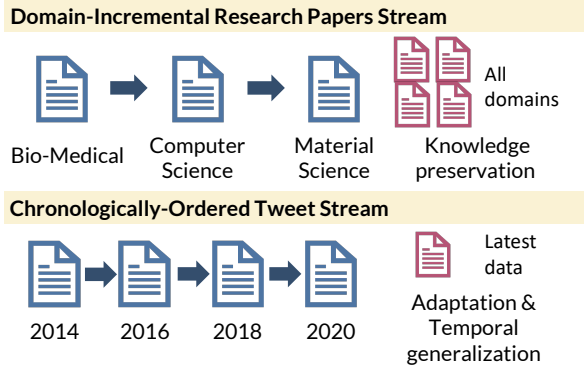 Domain-Incremental Research Papers Stream
All
domains
Bio-Medical
Computer
Science
Material
Science
Knowledge
preservation
Chronologically-Ordered Tweet Stream
Latest
data
2014
2016
2018
2020
Adaptation &
Temporal
generalization